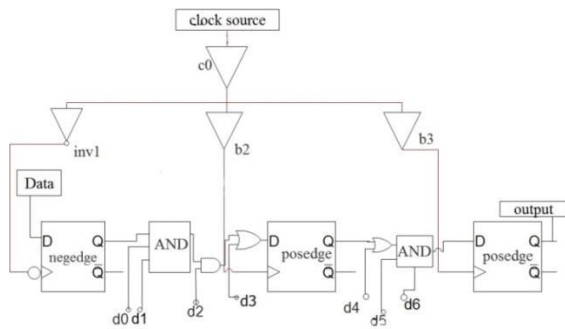 clock source
c0
inv1
b2
b3
Data
output
D
Q
negedge
Q̅
AND
D
Q
posedge
Q̅
AND
D
Q
posedge
Q̅
d0
d1
d2
d3
d4
d5
d6